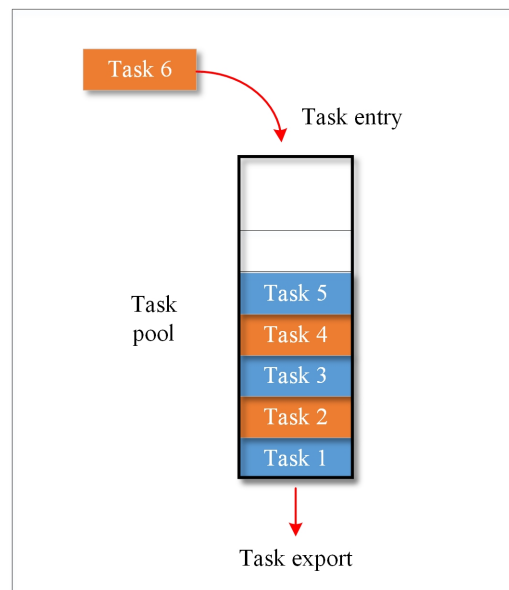 Task 6
Task entry
Task 5
Task
pool
Task 4
Task 3
Task 2
Task 1
Task export